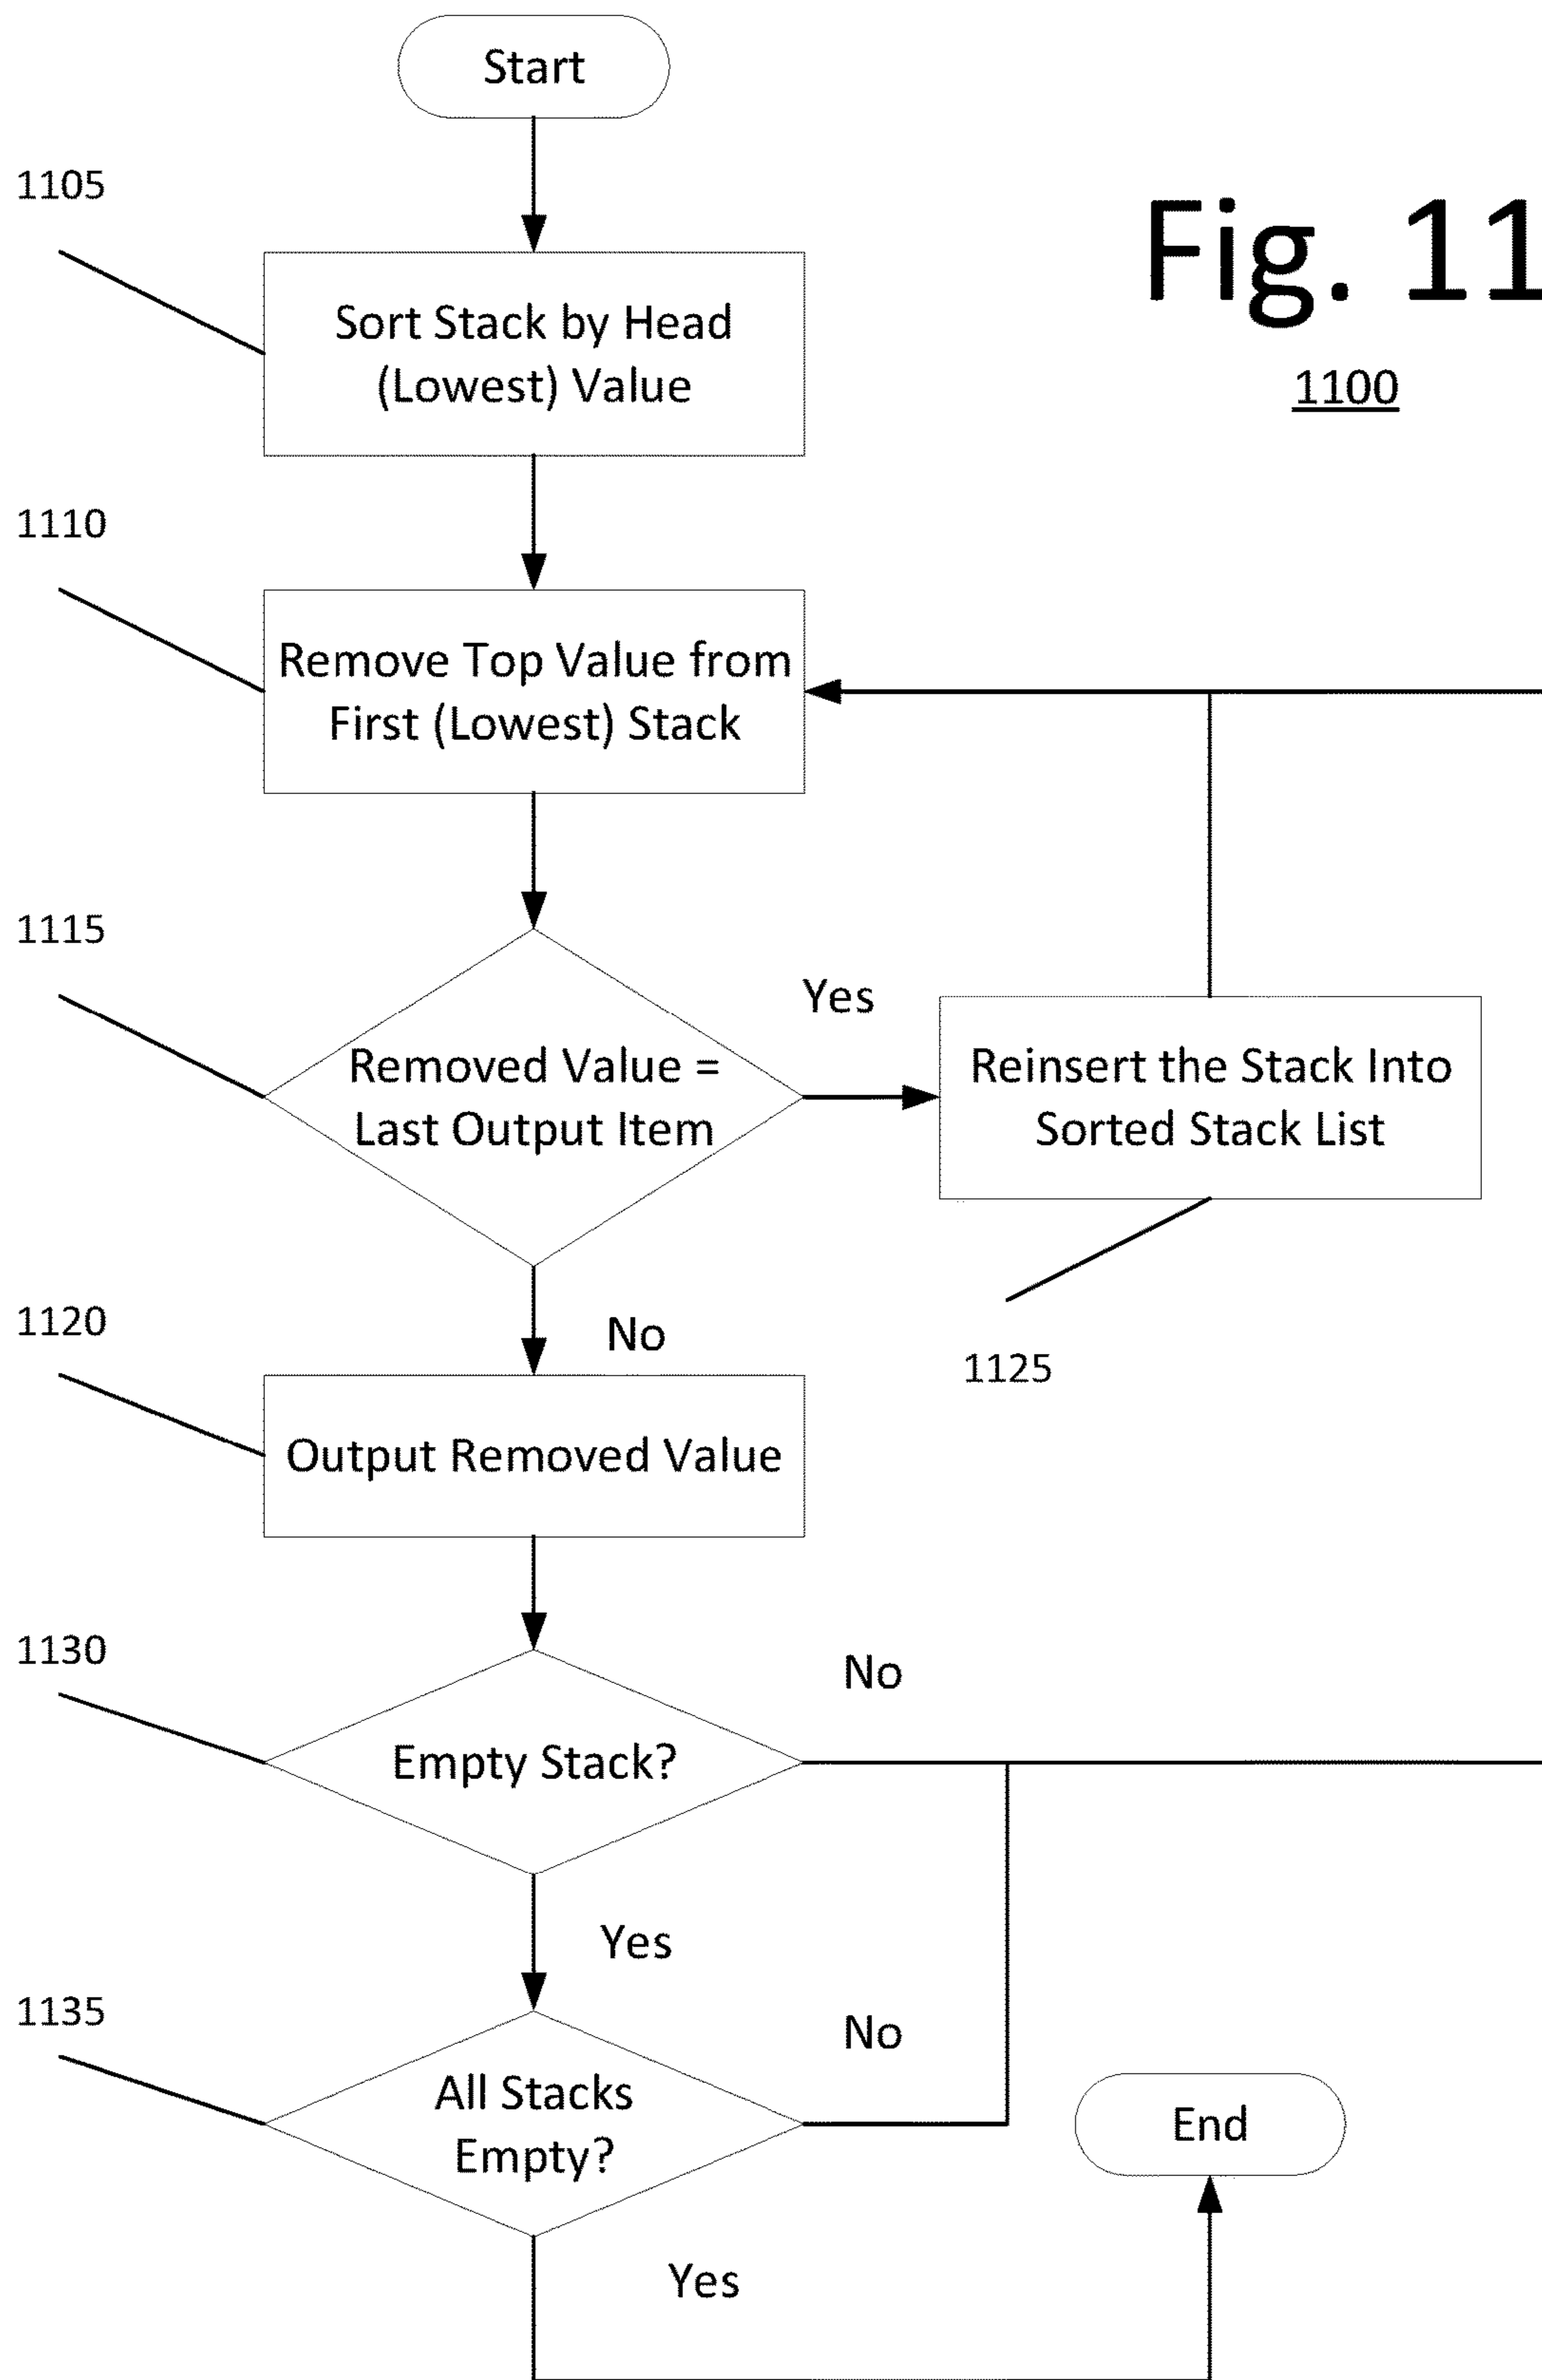 Start
1105
Fig. 11
Sort Stack by Head
(Lowest) Value
1100
1110
Remove Top Value from
First (Lowest) Stack
1115
Yes
Removed Value =
Last Output Item
Reinsert the Stack Into
Sorted Stack List
1120
No
1125
Output Removed Value
1130
No
Empty Stack?
Yes
1135
No
All Stacks
Empty?
End
Yes